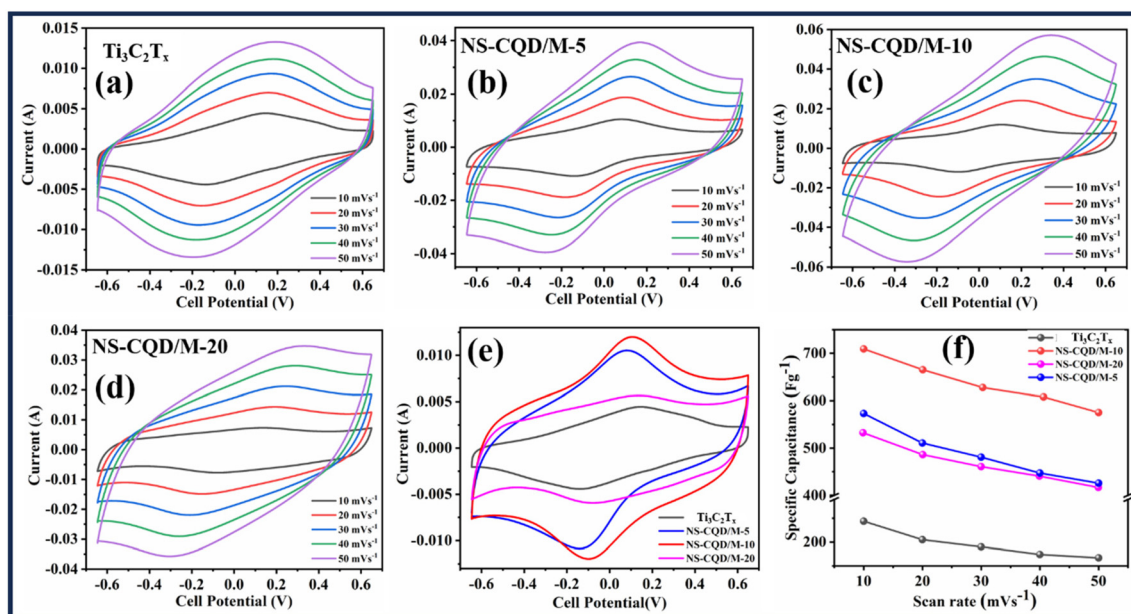 Ti₃C₂Tₓ
(a)
Current (A)
0.015
0.010
0.005
0.000
-0.005
-0.010
-0.015
-0.6 -0.4 -0.2 0.0 0.2 0.4 0.6
Cell Potential (V)
10 mVs⁻¹
20 mVs⁻¹
30 mVs⁻¹
40 mVs⁻¹
50 mVs⁻¹
NS-CQD/M-5
(b)
Current (A)
0.04
0.02
0.00
-0.02
-0.04
-0.6 -0.4 -0.2 0.0 0.2 0.4 0.6
Cell Potential (V)
10 mVs⁻¹
20 mVs⁻¹
30 mVs⁻¹
40 mVs⁻¹
50 mVs⁻¹
NS-CQD/M-10
(c)
Current (A)
0.06
0.04
0.02
0.00
-0.02
-0.04
-0.06
-0.6 -0.4 -0.2 0.0 0.2 0.4 0.6
Cell Potential (V)
10 mVs⁻¹
20 mVs⁻¹
30 mVs⁻¹
40 mVs⁻¹
50 mVs⁻¹
NS-CQD/M-20
(d)
Current (A)
0.04
0.03
0.02
0.01
0.00
-0.01
-0.02
-0.03
-0.04
-0.6 -0.4 -0.2 0.0 0.2 0.4 0.6
Cell Potential (V)
10 mVs⁻¹
20 mVs⁻¹
30 mVs⁻¹
40 mVs⁻¹
50 mVs⁻¹
(e)
Current (A)
0.010
0.005
0.000
-0.005
-0.010
-0.6 -0.4 -0.2 0.0 0.2 0.4 0.6
Cell Potential(V)
Ti₃C₂Tₓ
NS-CQD/M-5
NS-CQD/M-10
NS-CQD/M-20
(f)
Specific Capacitance (Fg⁻¹)
700
600
500
400
200
10 20 30 40 50
Scan rate (mVs⁻¹)
Ti₃C₂Tₓ
NS-CQD/M-10
NS-CQD/M-20
NS-CQD/M-5